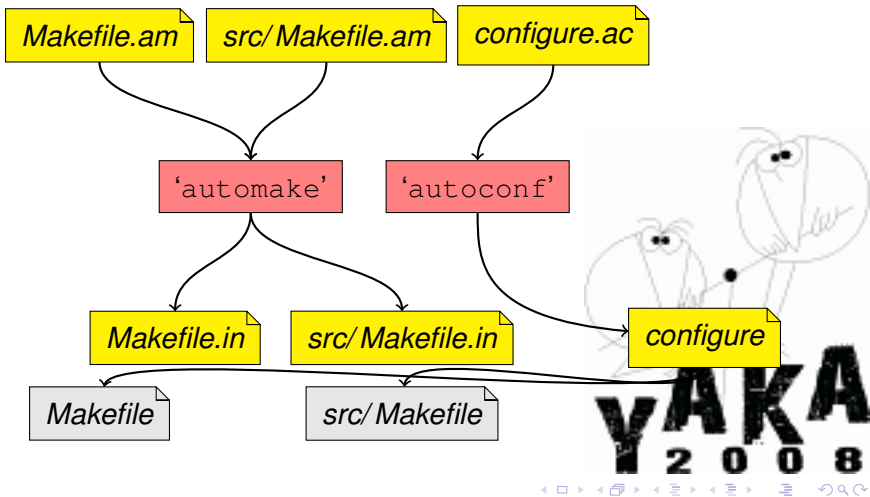 Makefile.am
src/Makefile.am
configure.ac
‘automake’
‘autoconf’
Makefile.in
src/Makefile.in
configure
Makefile
src/Makefile
YAKA
2008